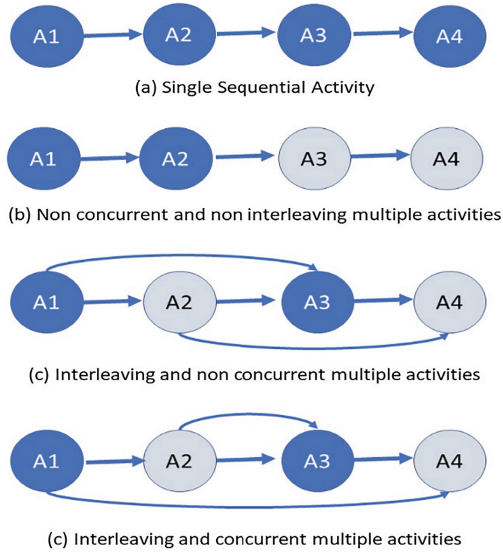 A1 A2 A3 A4
(a) Single Sequential Activity
A1 A2 A3 A4
(b) Non concurrent and non interleaving multiple activities
A1 A2 A3 A4
(c) Interleaving and non concurrent multiple activities
A1 A2 A3 A4
(c) Interleaving and concurrent multiple activities